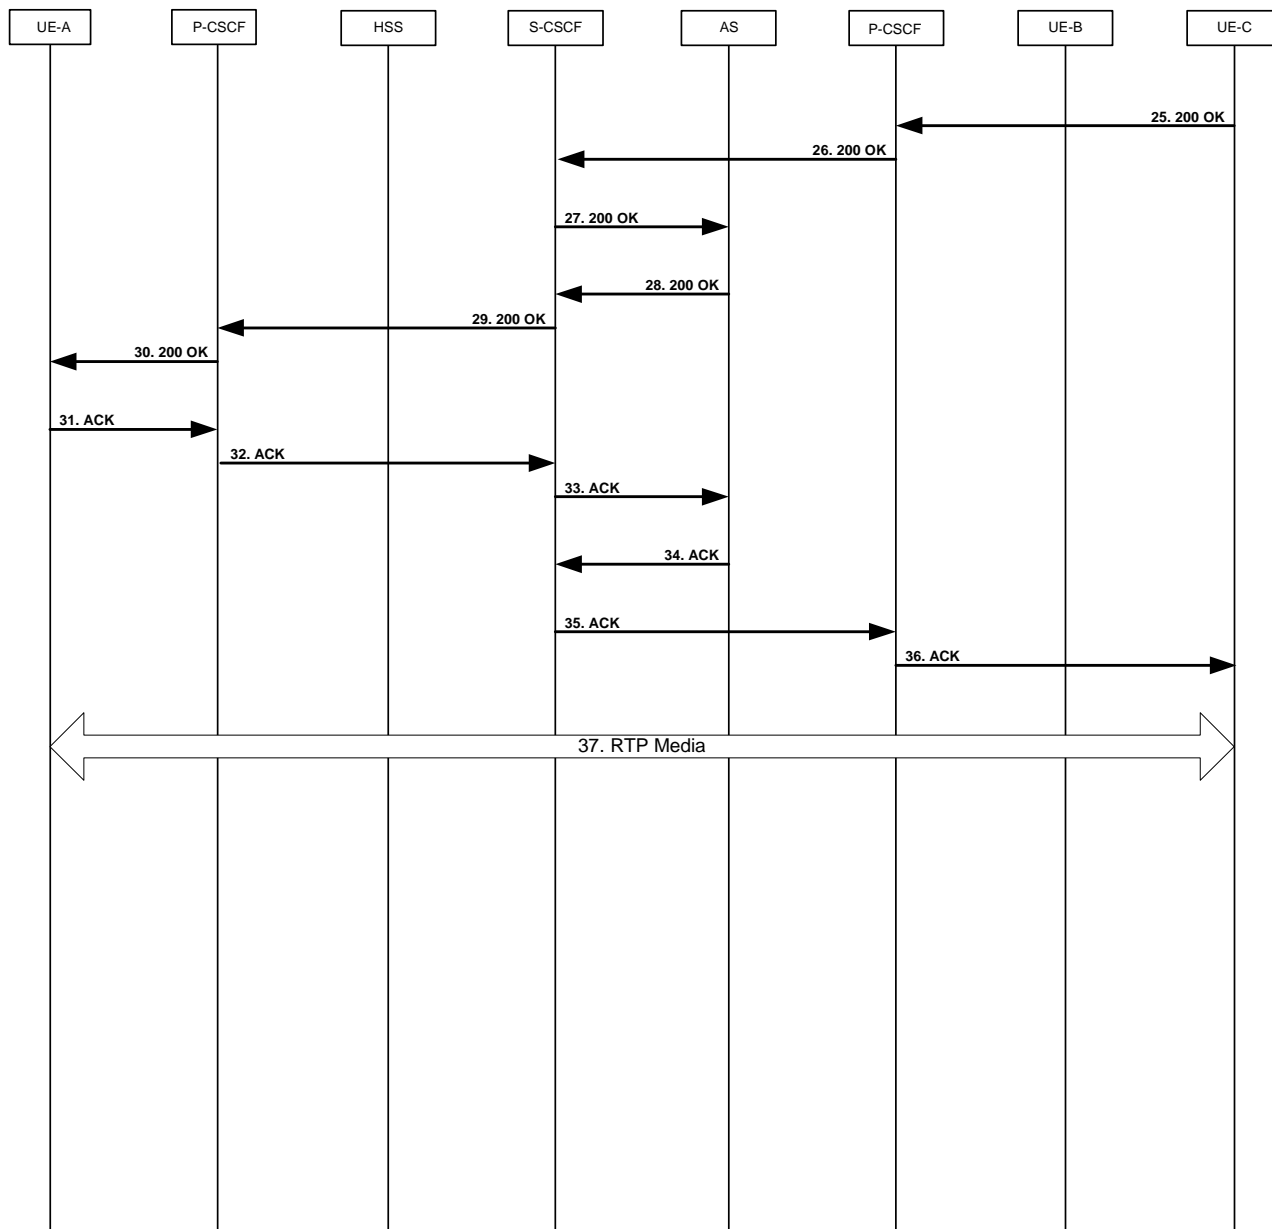 UE-A
P-CSCF
HSS
S-CSCF
AS
P-CSCF
UE-B
UE-C
25. 200 OK
26. 200 OK
27. 200 OK
28. 200 OK
29. 200 OK
30. 200 OK
31. ACK
32. ACK
33. ACK
34. ACK
35. ACK
36. ACK
37. RTP Media